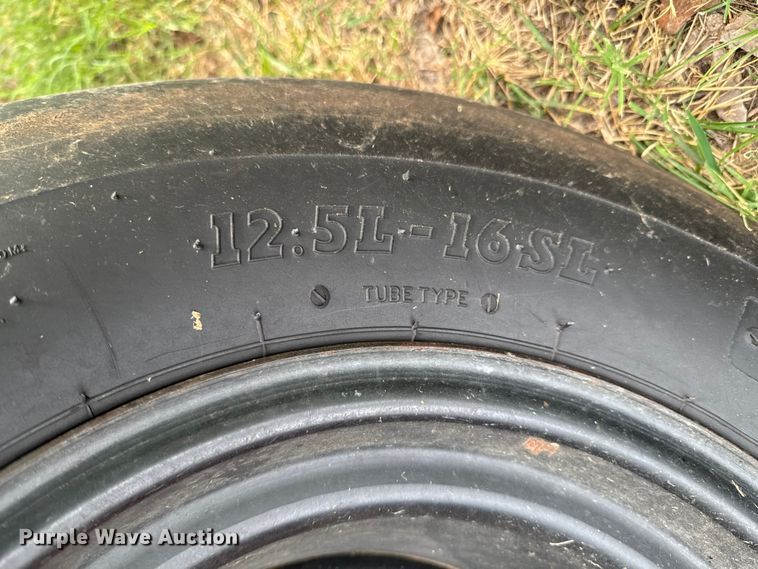 12.5L-16SL
TUBE TYPE
Purple Wave Auction